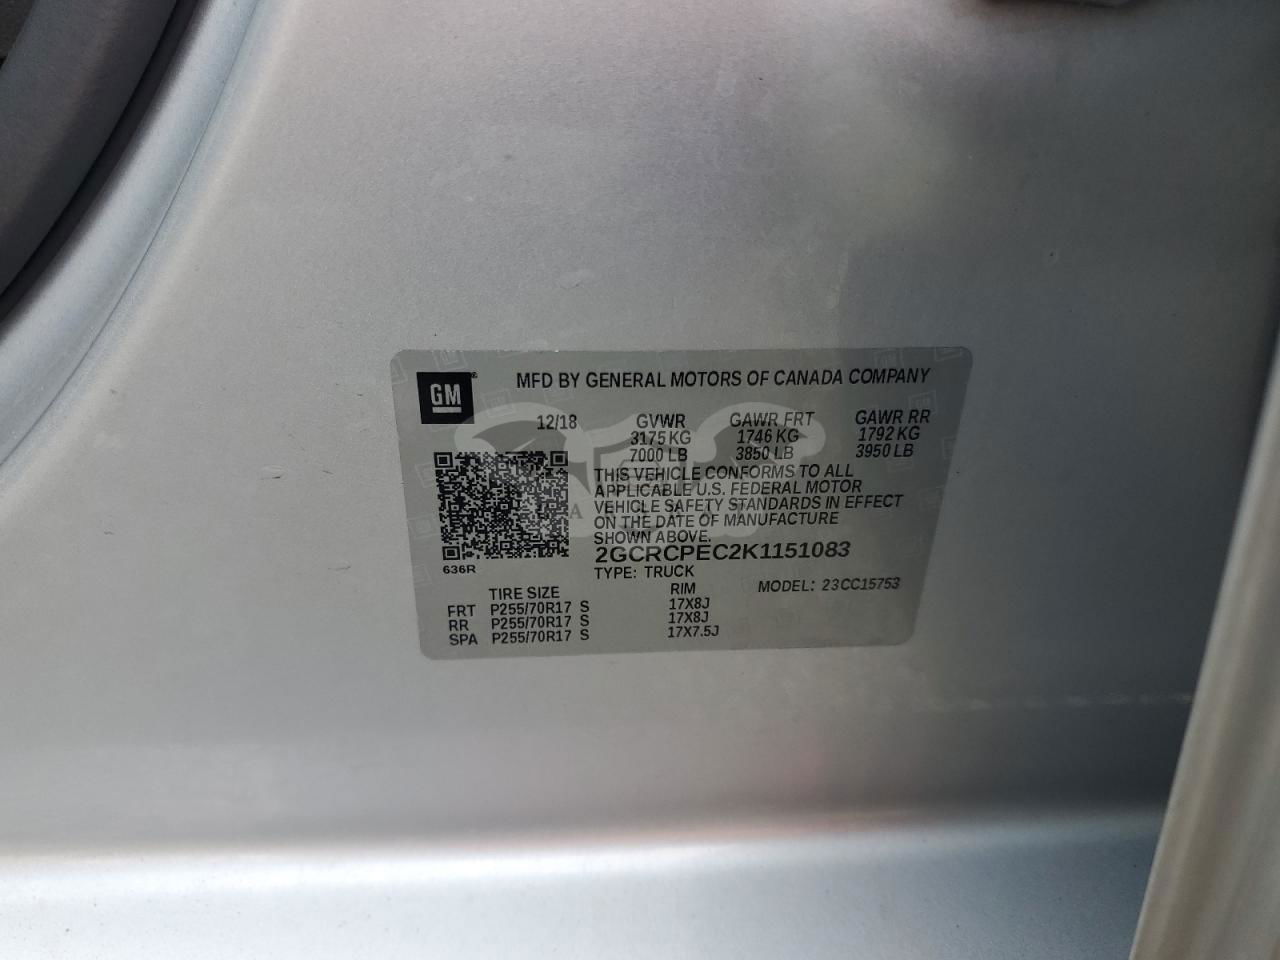 GM
MFD BY GENERAL MOTORS OF CANADA COMPANY
12/18 GVWR GAWR FRT GAWR RR
3175 KG 1746 KG 1792 KG
7000 LB 3850 LB 3950 LB
THIS VEHICLE CONFORMS TO ALL
APPLICABLE U.S. FEDERAL MOTOR
VEHICLE SAFETY STANDARDS IN EFFECT
ON THE DATE OF MANUFACTURE
SHOWN ABOVE.
2GCRCPEC2K1151083
636R
TYPE: TRUCK MODEL: 23CC15753
TIRE SIZE RIM
FRT P255/70R17 S 17X8J
RR P255/70R17 S 17X8J
SPA P255/70R17 S 17X7.5J